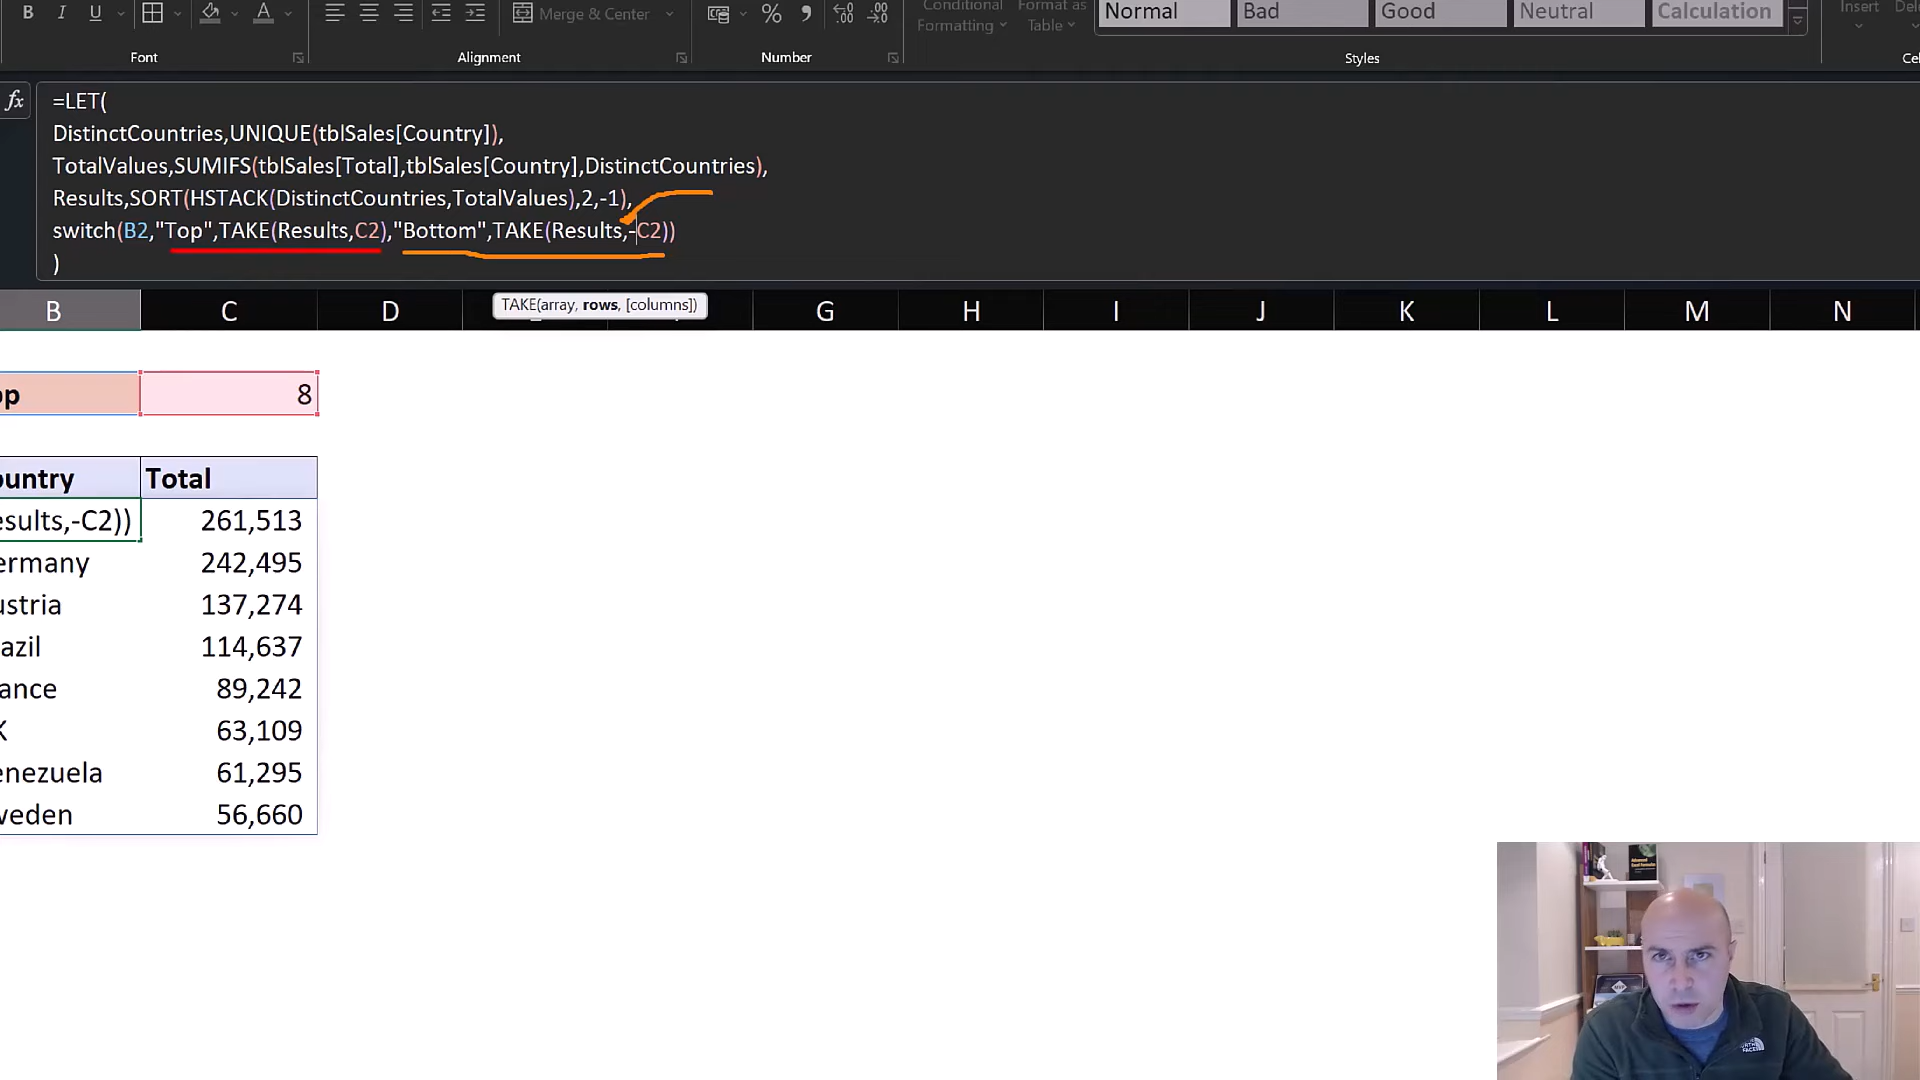 B I U A Merge & Center % , Conditional Format as Normal Bad Good Neutral Calculation Insert
Formatting Table
Font Alignment Number Styles
fx =LET(
DistinctCountries,UNIQUE(tblSales[Country]),
TotalValues,SUMIFS(tblSales[Total],tblSales[Country],DistinctCountries),
Results,SORT(HSTACK(DistinctCountries,TotalValues),2,-1),
switch(B2,"Top",TAKE(Results,C2),"Bottom",TAKE(Results,-C2))
)
TAKE(array, rows, [columns])
B C D G H I J K L M N
op 8
ountry Total
esults,-C2)) 261,513
ermany 242,495
ustria 137,274
azil 114,637
ance 89,242
K 63,109
enezuela 61,295
weden 56,660